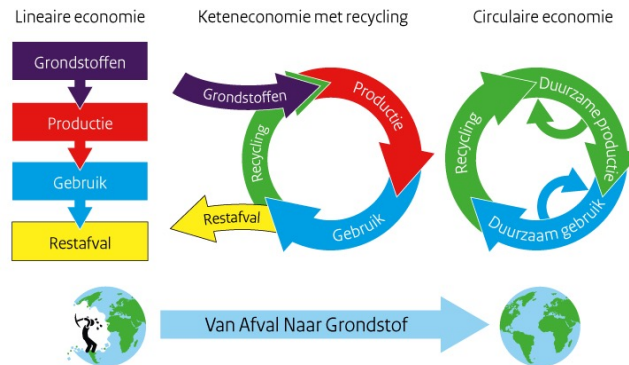 Lineaire economie
Keteneconomie met recycling
Circulaire economie
Grondstoffen
Productie
Gebruik
Restafval
Grondstoffen
Productie
Recycling
Restafval
Gebruik
Recycling
Duurzame productie
Duurzaam gebruik
Van Afval Naar Grondstof